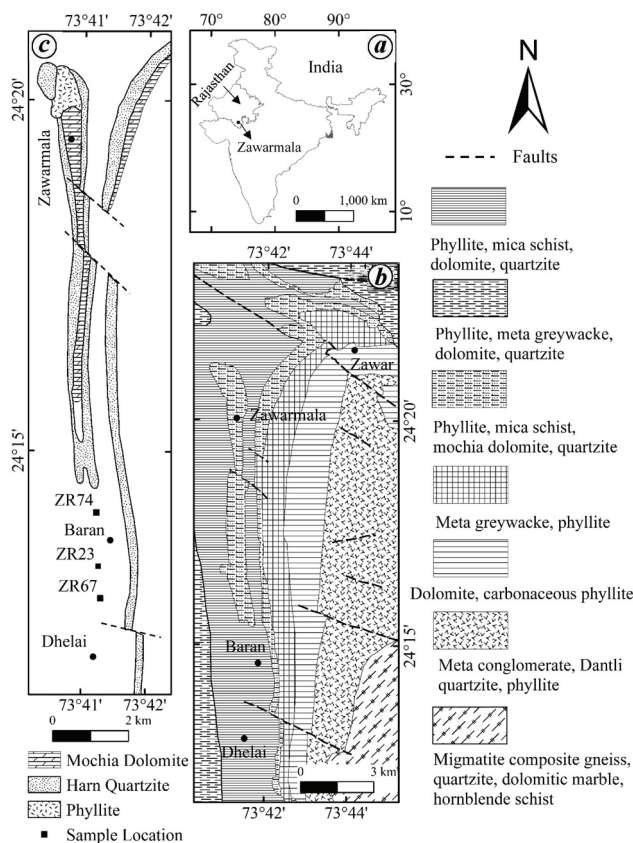 c
73°41'
73°42'
24°20'
Zawarmala
24°15'
ZR74
Baran
ZR23
ZR67
Dhelai
73°41'
73°42'
0
2 km
Mochia Dolomite
Harn Quartzite
Phyllite
Sample Location
70°
80°
90°
a
India
Rajasthan
Zawarmala
30°
10°
0
1,000 km
73°42'
73°44'
b
Zawar
Zawarmala
24°20'
Baran
24°15'
Dhelai
0
3 km
73°42'
73°44'
N
Faults
Phyllite, mica schist,
dolomite, quartzite
Phyllite, meta greywacke,
dolomite, quartzite
Phyllite, mica schist,
mochia dolomite, quartzite
Meta greywacke, phyllite
Dolomite, carbonaceous phyllite
Meta conglomerate, Dantli
quartzite, phyllite
Migmatite composite gneiss,
quartzite, dolomitic marble,
hornblende schist